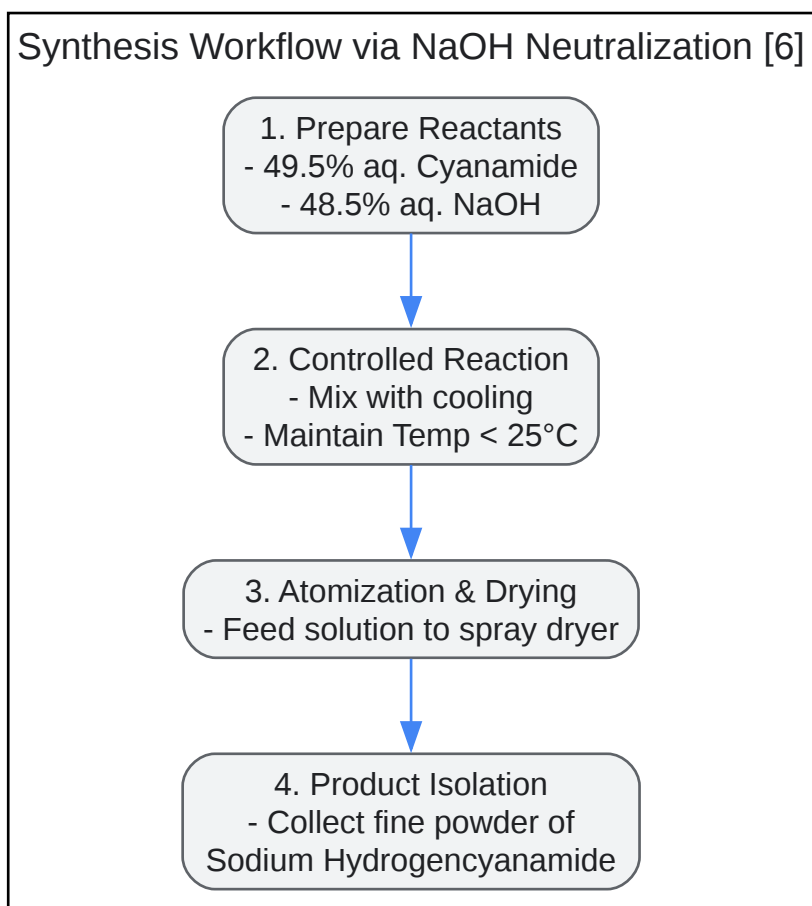 Synthesis Workflow via NaOH Neutralization [6]
1. Prepare Reactants
- 49.5% aq. Cyanamide
- 48.5% aq. NaOH
2. Controlled Reaction
- Mix with cooling
- Maintain Temp < 25°C
3. Atomization & Drying
- Feed solution to spray dryer
4. Product Isolation
- Collect fine powder of
Sodium Hydrogencyanamide